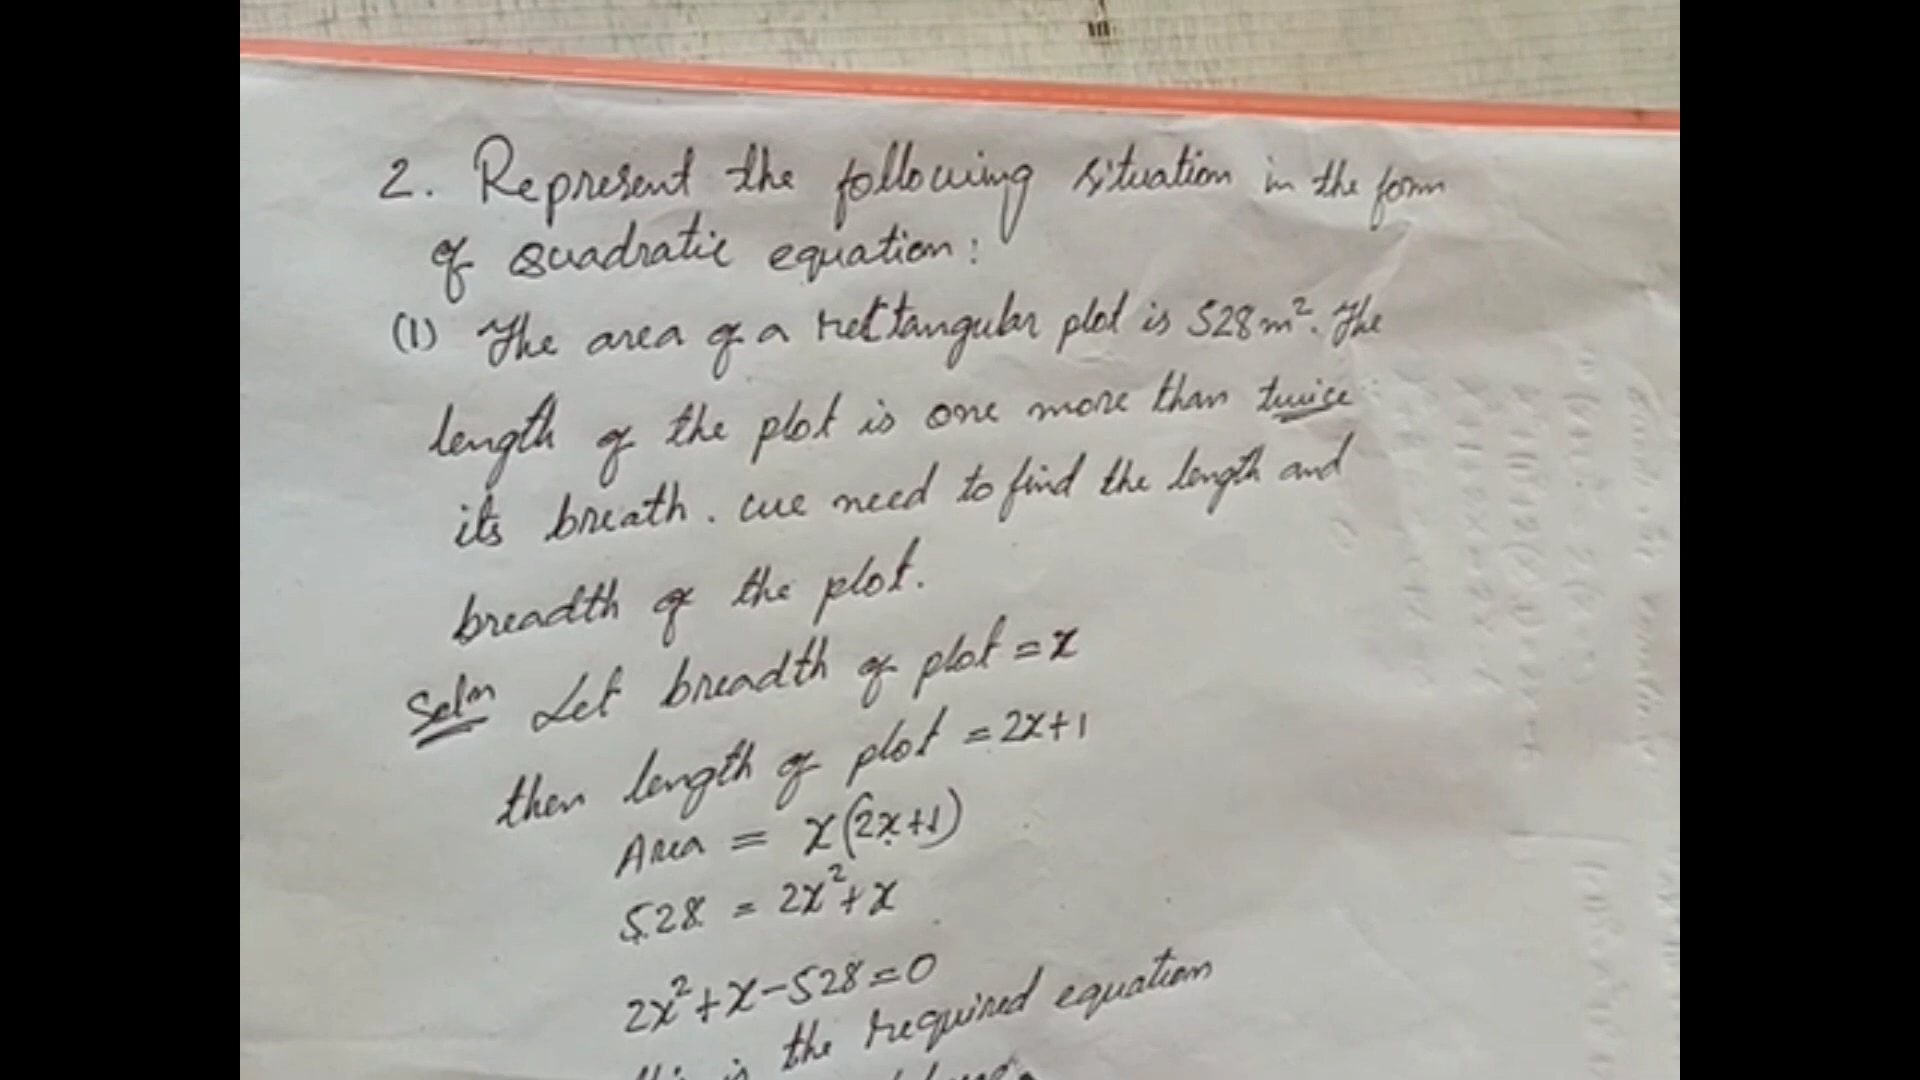 2. Represent the following situation in the form
of quadratic equation:
(1) The area of a rectangular plot is 528m². The
length of the plot is one more than twice
its breath. we need to find the length and
breadth of the plot.
Soln Let breadth of plot = x
then length of plot = 2x+1
Area = x(2x+1)
528 = 2x²+x
2x²+x-528=0
this is the required equation